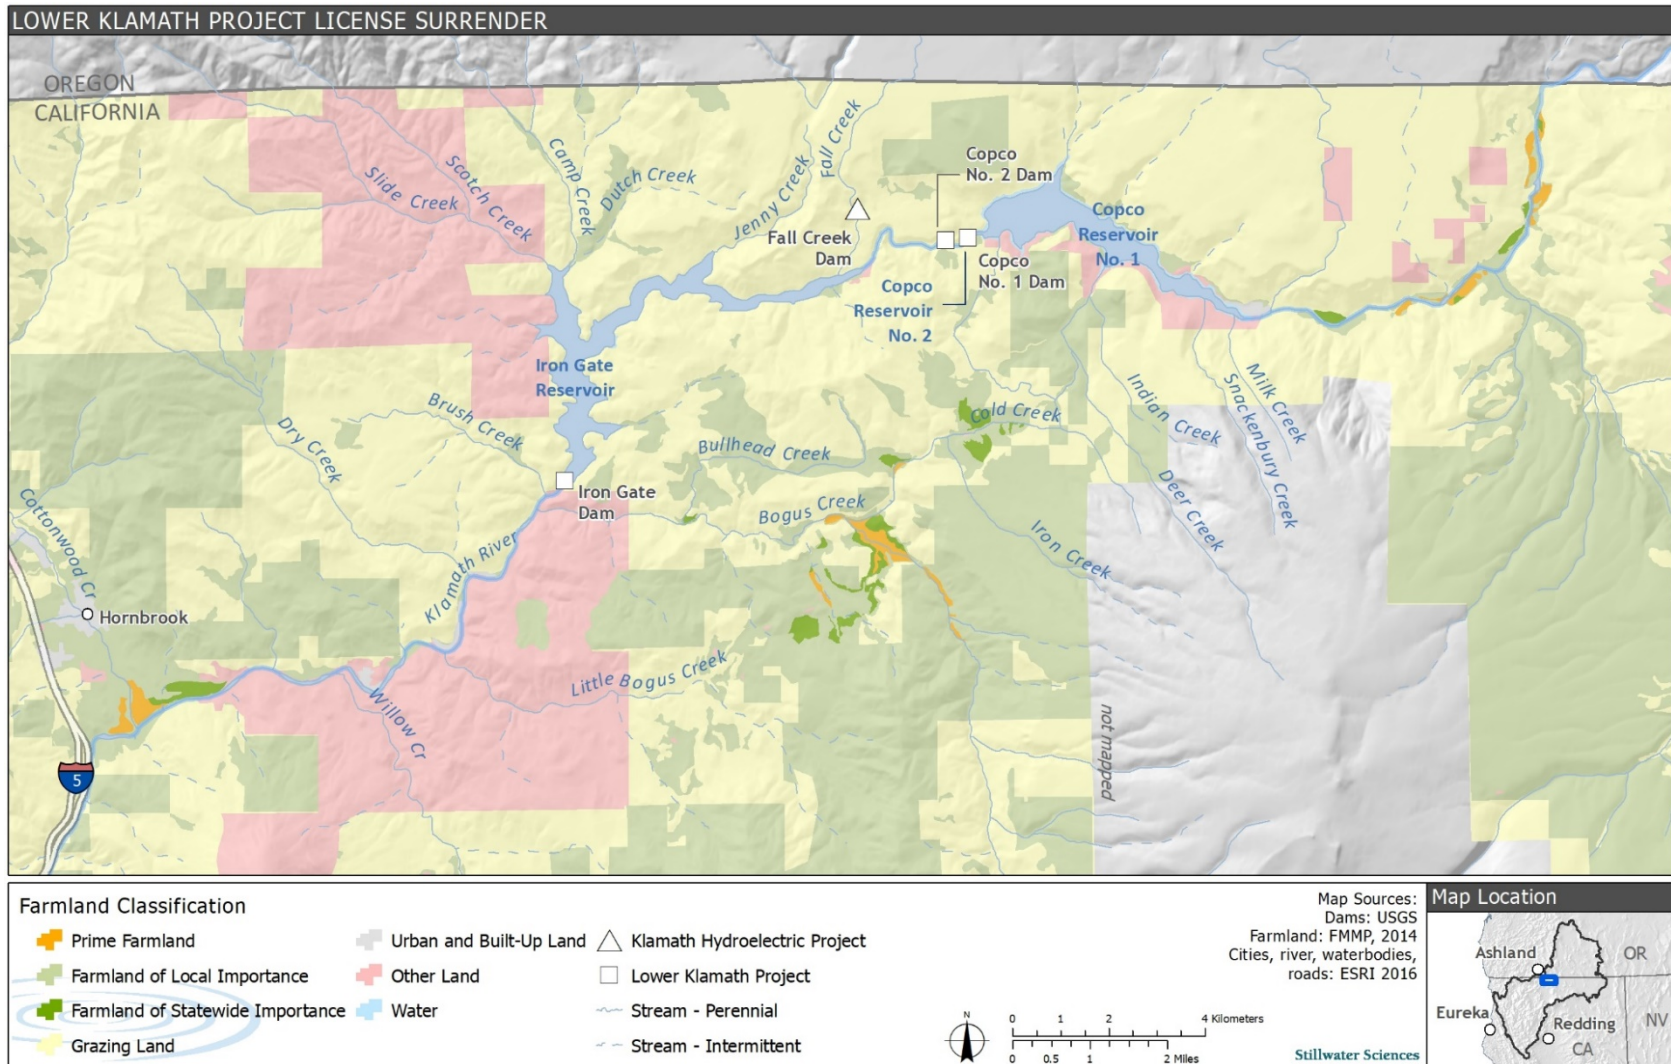 LOWER KLAMATH PROJECT LICENSE SURRENDER
OREGON
CALIFORNIA
Slide Creek
Scotch Creek
Camp Creek
Dutch Creek
Jenny Creek
Fall Creek
Fall Creek
Dam
Copco
No. 2 Dam
Copco
Reservoir
No. 1
Copco
No. 1 Dam
Copco
Reservoir
No. 2
Iron Gate
Reservoir
Brush Creek
Dry Creek
Cottonwood Cr
Hornbrook
Iron Gate
Dam
Klamath River
Bullhead Creek
Bogus Creek
Cold Creek
Indian Creek
Milk Creek
Snackenbury Creek
Deer Creek
Iron Creek
Little Bogus Creek
Willow Cr
not mapped
5
Farmland Classification
Prime Farmland
Farmland of Local Importance
Farmland of Statewide Importance
Grazing Land
Urban and Built-Up Land
Other Land
Water
Klamath Hydroelectric Project
Lower Klamath Project
Stream - Perennial
Stream - Intermittent
N
0 1 2 4 Kilometers
0 0.5 1 2 Miles
Map Sources:
Dams: USGS
Farmland: FMMP, 2014
Cities, river, waterbodies,
roads: ESRI 2016
Stillwater Sciences
Map Location
Ashland
OR
Eureka
Redding
NV
CA